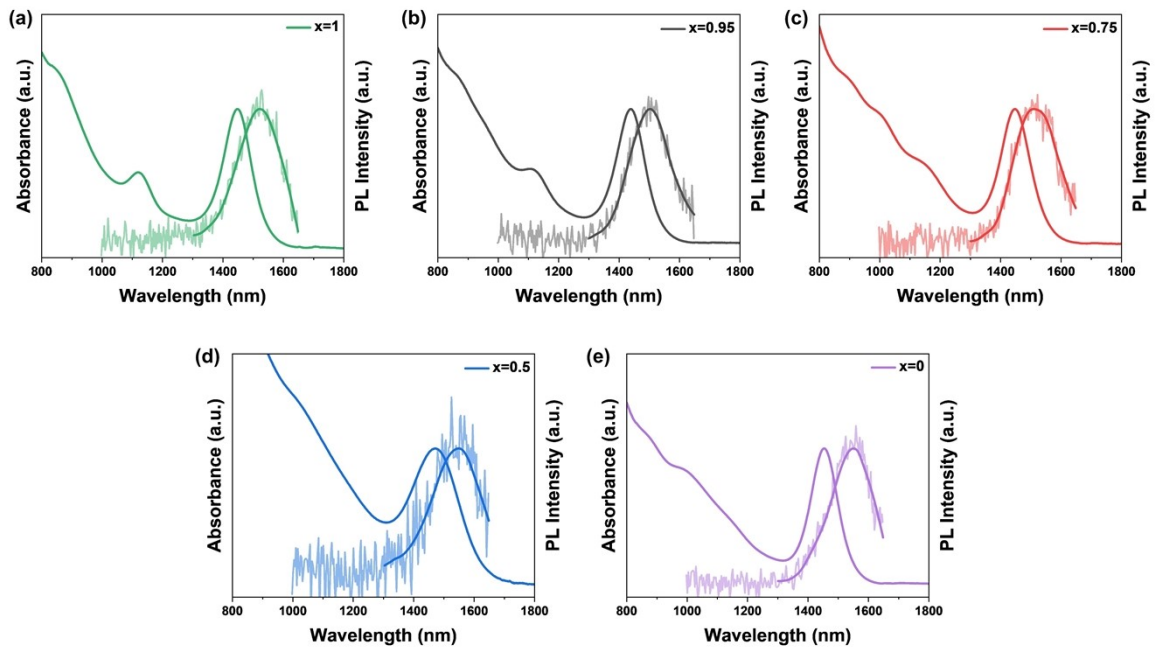 (a)
x=1
Absorbance (a.u.)
PL Intensity (a.u.)
800 1000 1200 1400 1600 1800
Wavelength (nm)
(b)
x=0.95
Absorbance (a.u.)
PL Intensity (a.u.)
800 1000 1200 1400 1600 1800
Wavelength (nm)
(c)
x=0.75
Absorbance (a.u.)
PL Intensity (a.u.)
800 1000 1200 1400 1600 1800
Wavelength (nm)
(d)
x=0.5
Absorbance (a.u.)
PL Intensity (a.u.)
800 1000 1200 1400 1600 1800
Wavelength (nm)
(e)
x=0
Absorbance (a.u.)
PL Intensity (a.u.)
800 1000 1200 1400 1600 1800
Wavelength (nm)